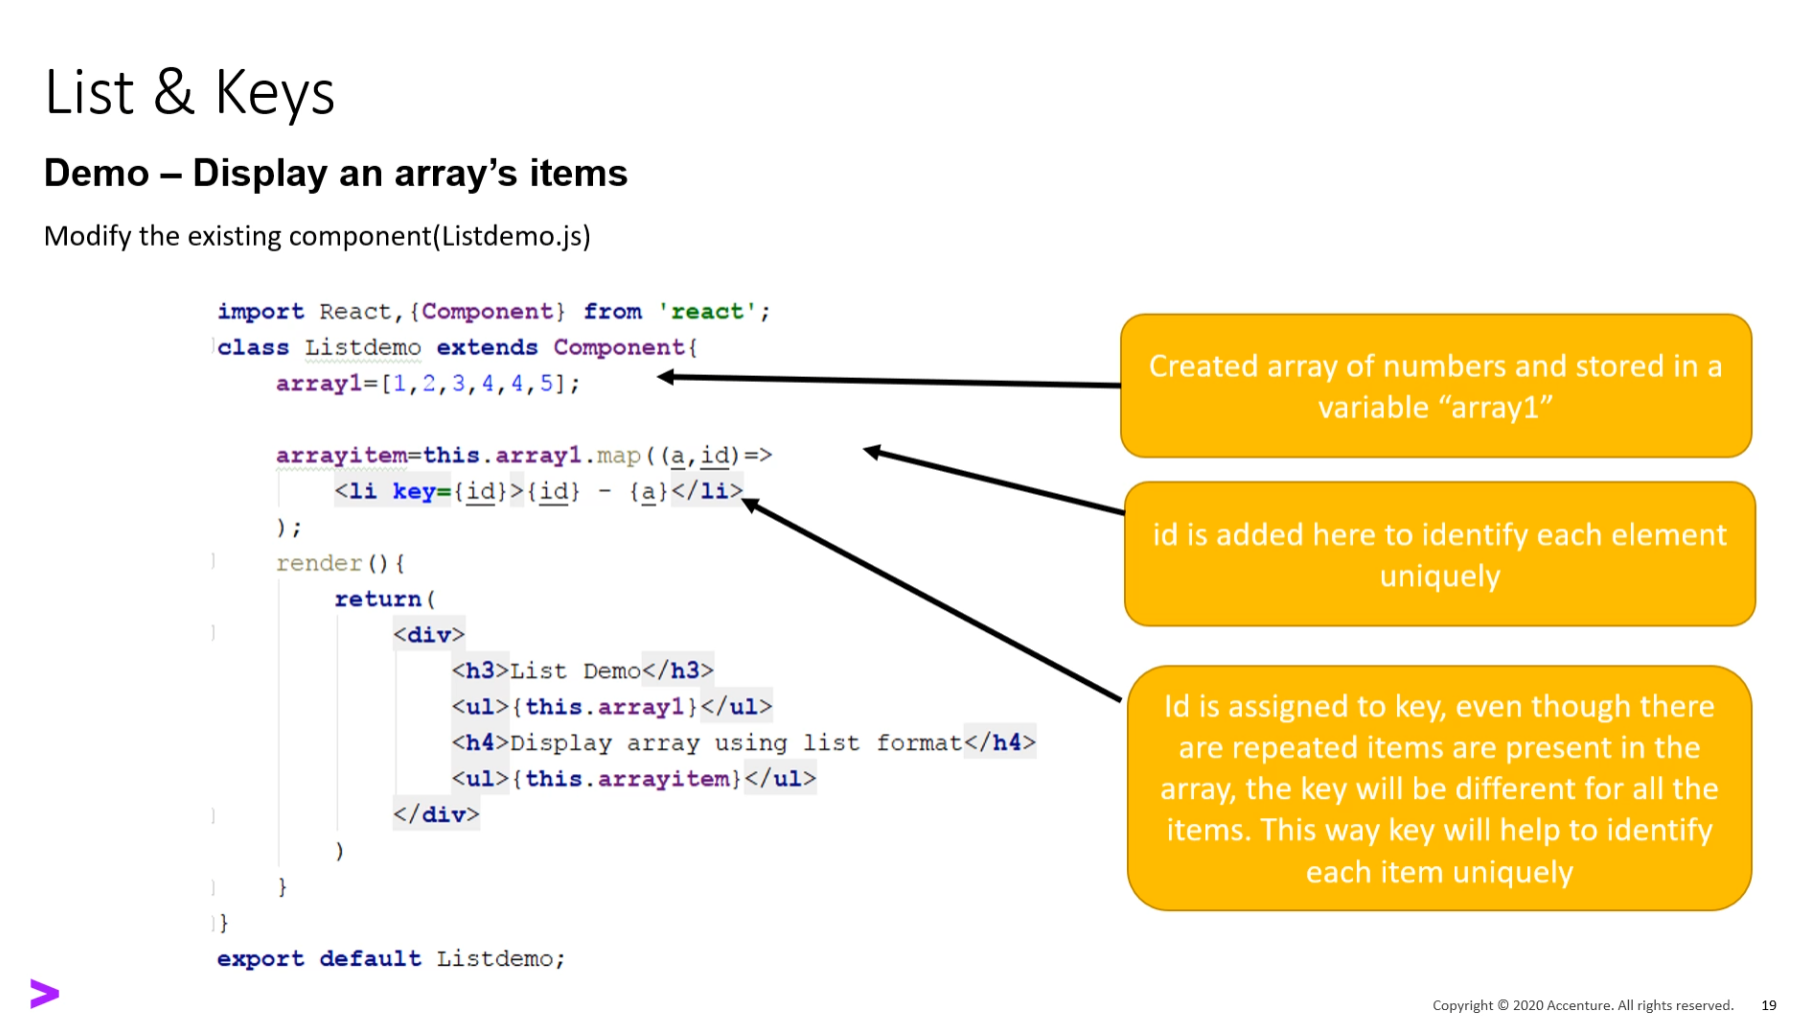 List & Keys
Demo – Display an array’s items
Modify the existing component(Listdemo.js)
import React,{Component} from 'react';
class Listdemo extends Component{
array1=[1,2,3,4,4,5];
arrayitem=this.array1.map((a,id)=>
<li key={id}>{id} - {a}</li>
);
render(){
return(
<div>
<h3>List Demo</h3>
<ul>{this.array1}</ul>
<h4>Display array using list format</h4>
<ul>{this.arrayitem}</ul>
</div>
)
}
}
export default Listdemo;
Created array of numbers and stored in a
variable “array1”
id is added here to identify each element
uniquely
Id is assigned to key, even though there
are repeated items are present in the
array, the key will be different for all the
items. This way key will help to identify
each item uniquely
Copyright © 2020 Accenture. All rights reserved. 19